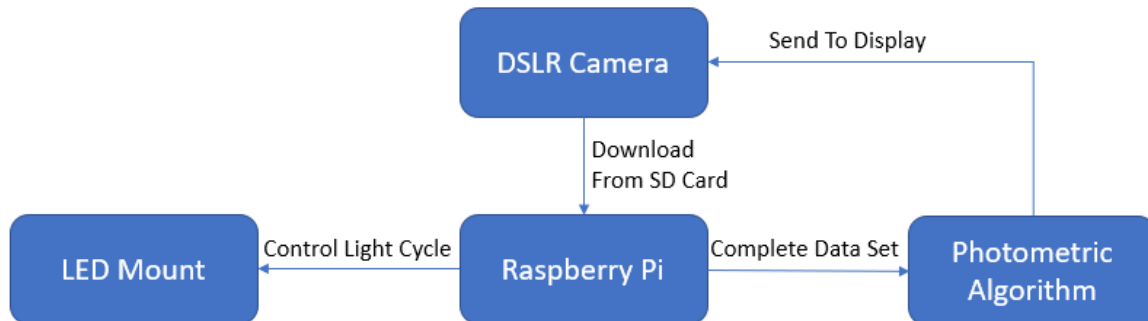 Send To Display
DSLR Camera
Download
From SD Card
Control Light Cycle
Complete Data Set
LED Mount
Raspberry Pi
Photometric
Algorithm